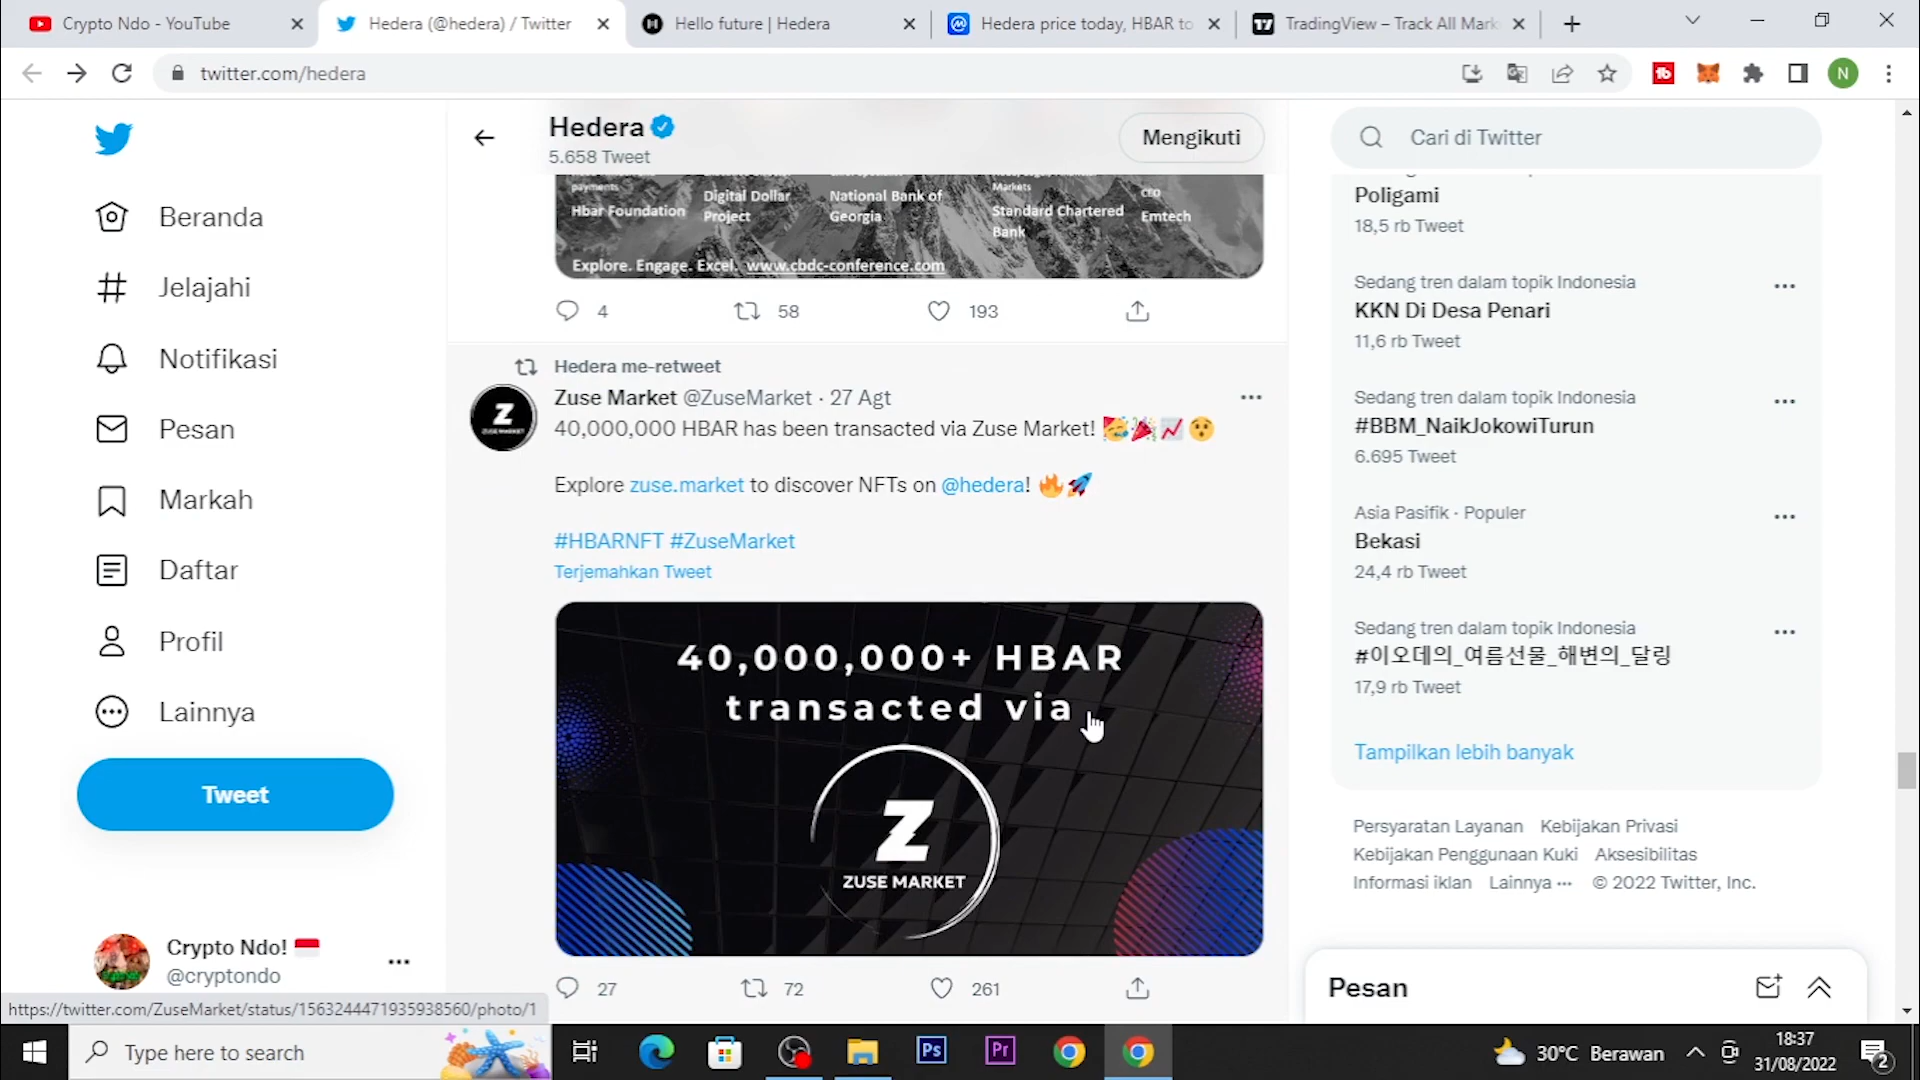 Crypto Ndo - YouTube
Hedera (@hedera) / Twitter
Hello future | Hedera
Hedera price today, HBAR to
TradingView – Track All Mark
twitter.com/hedera
N
Hedera
5.658 Tweet
Mengikuti
Cari di Twitter
Beranda
Jelajahi
Notifikasi
Pesan
Markah
Daftar
Profil
Lainnya
Tweet
Crypto Ndo!
@cryptondo
payments
Hbar Foundation
Digital Dollar
Project
National Bank of
Georgia
Markets
Standard Chartered
Bank
CEO
Emtech
Explore. Engage. Excel. www.cbdc-conference.com
4
58
193
Hedera me-retweet
Zuse Market @ZuseMarket · 27 Agt
40,000,000 HBAR has been transacted via Zuse Market! 🥳🎉📈😲
Explore zuse.market to discover NFTs on @hedera! 🔥🚀
#HBARNFT #ZuseMarket
Terjemahkan Tweet
Z
ZUSE MARKET
40,000,000+ HBAR
transacted via
Z
ZUSE MARKET
27
72
261
Poligami
18,5 rb Tweet
Sedang tren dalam topik Indonesia
KKN Di Desa Penari
11,6 rb Tweet
Sedang tren dalam topik Indonesia
#BBM_NaikJokowiTurun
6.695 Tweet
Asia Pasifik · Populer
Bekasi
24,4 rb Tweet
Sedang tren dalam topik Indonesia
#이오데의_여름선물_해변의_달링
17,9 rb Tweet
Tampilkan lebih banyak
Persyaratan Layanan Kebijakan Privasi
Kebijakan Penggunaan Kuki Aksesibilitas
Informasi iklan Lainnya ··· © 2022 Twitter, Inc.
Pesan
https://twitter.com/ZuseMarket/status/1563244471935938560/photo/1
Type here to search
Ps
Pr
30°C Berawan
18:37
31/08/2022
2